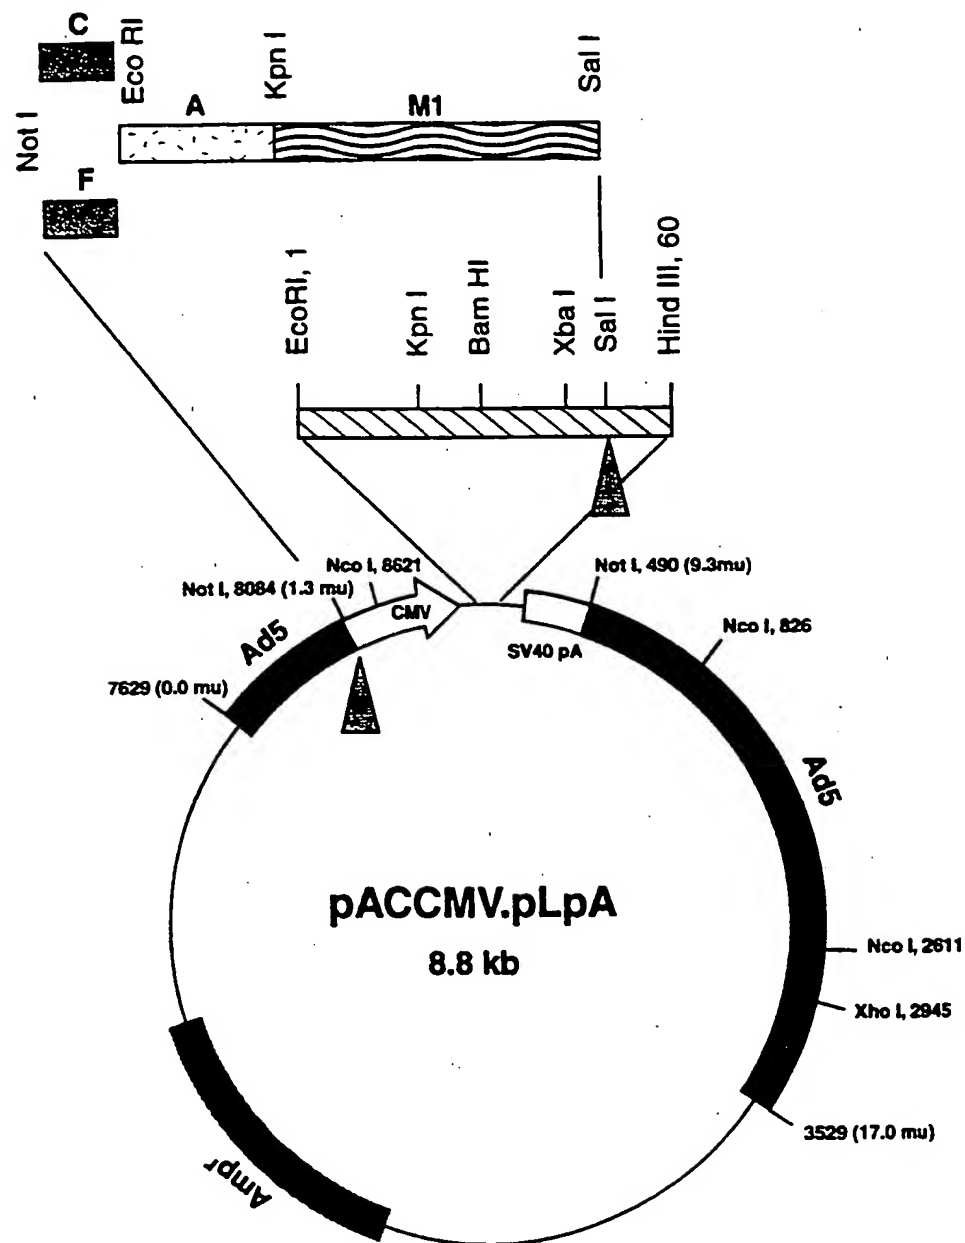 C
Eco RI
Kpn I
Sal I
A
M1
Not I
F
EcoRI, 1
Kpn I
Bam HI
Xba I
Sal I
Hind III, 60
Nco I, 8621
Not I, 8084 (1.3 mu)
CMV
Not I, 490 (9.3mu)
SV40 pA
Nco I, 826
Ad5
7629 (0.0 mu)
Ad5
pACCMV.pLpA
8.8 kb
Nco I, 2611
Xho I, 2945
3529 (17.0 mu)
Ampʳ